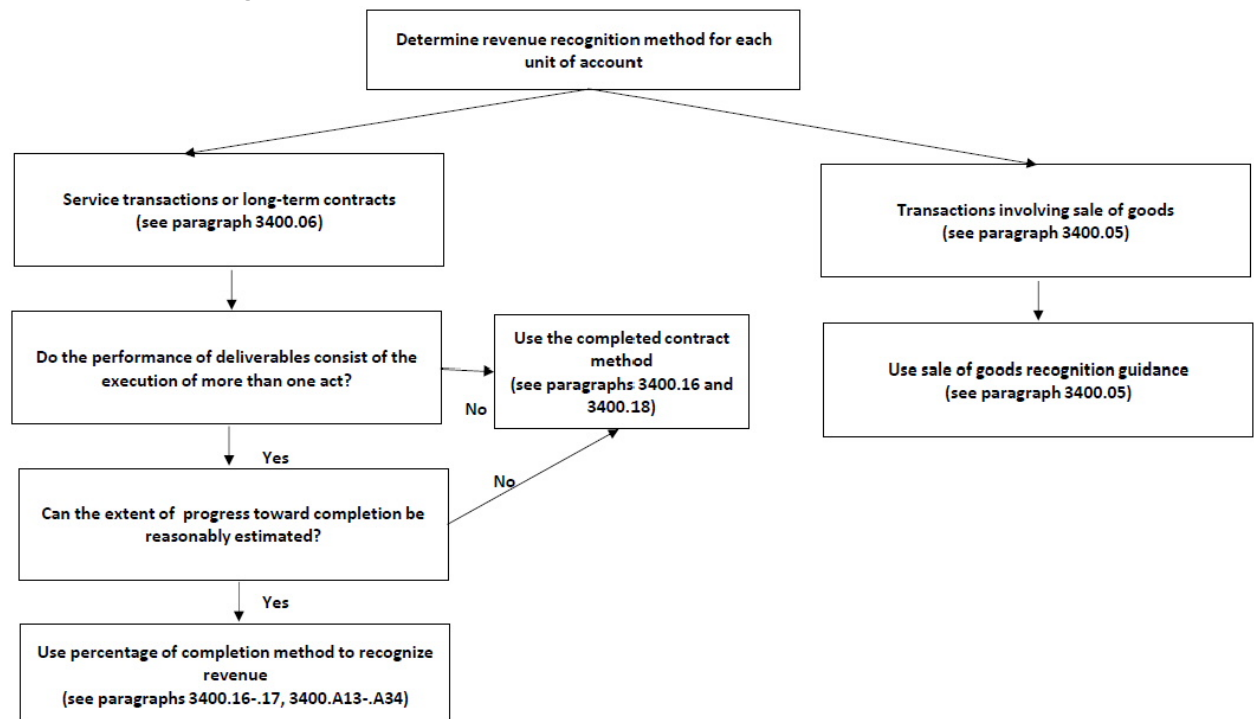 Determine revenue recognition method for each
unit of account
Service transactions or long-term contracts
(see paragraph 3400.06)
Transactions involving sale of goods
(see paragraph 3400.05)
Do the performance of deliverables consist of the
execution of more than one act?
No
Use the completed contract
method
(see paragraphs 3400.16 and
3400.18)
Use sale of goods recognition guidance
(see paragraph 3400.05)
Yes
No
Can the extent of progress toward completion be
reasonably estimated?
Yes
Use percentage of completion method to recognize
revenue
(see paragraphs 3400.16-.17, 3400.A13-.A34)